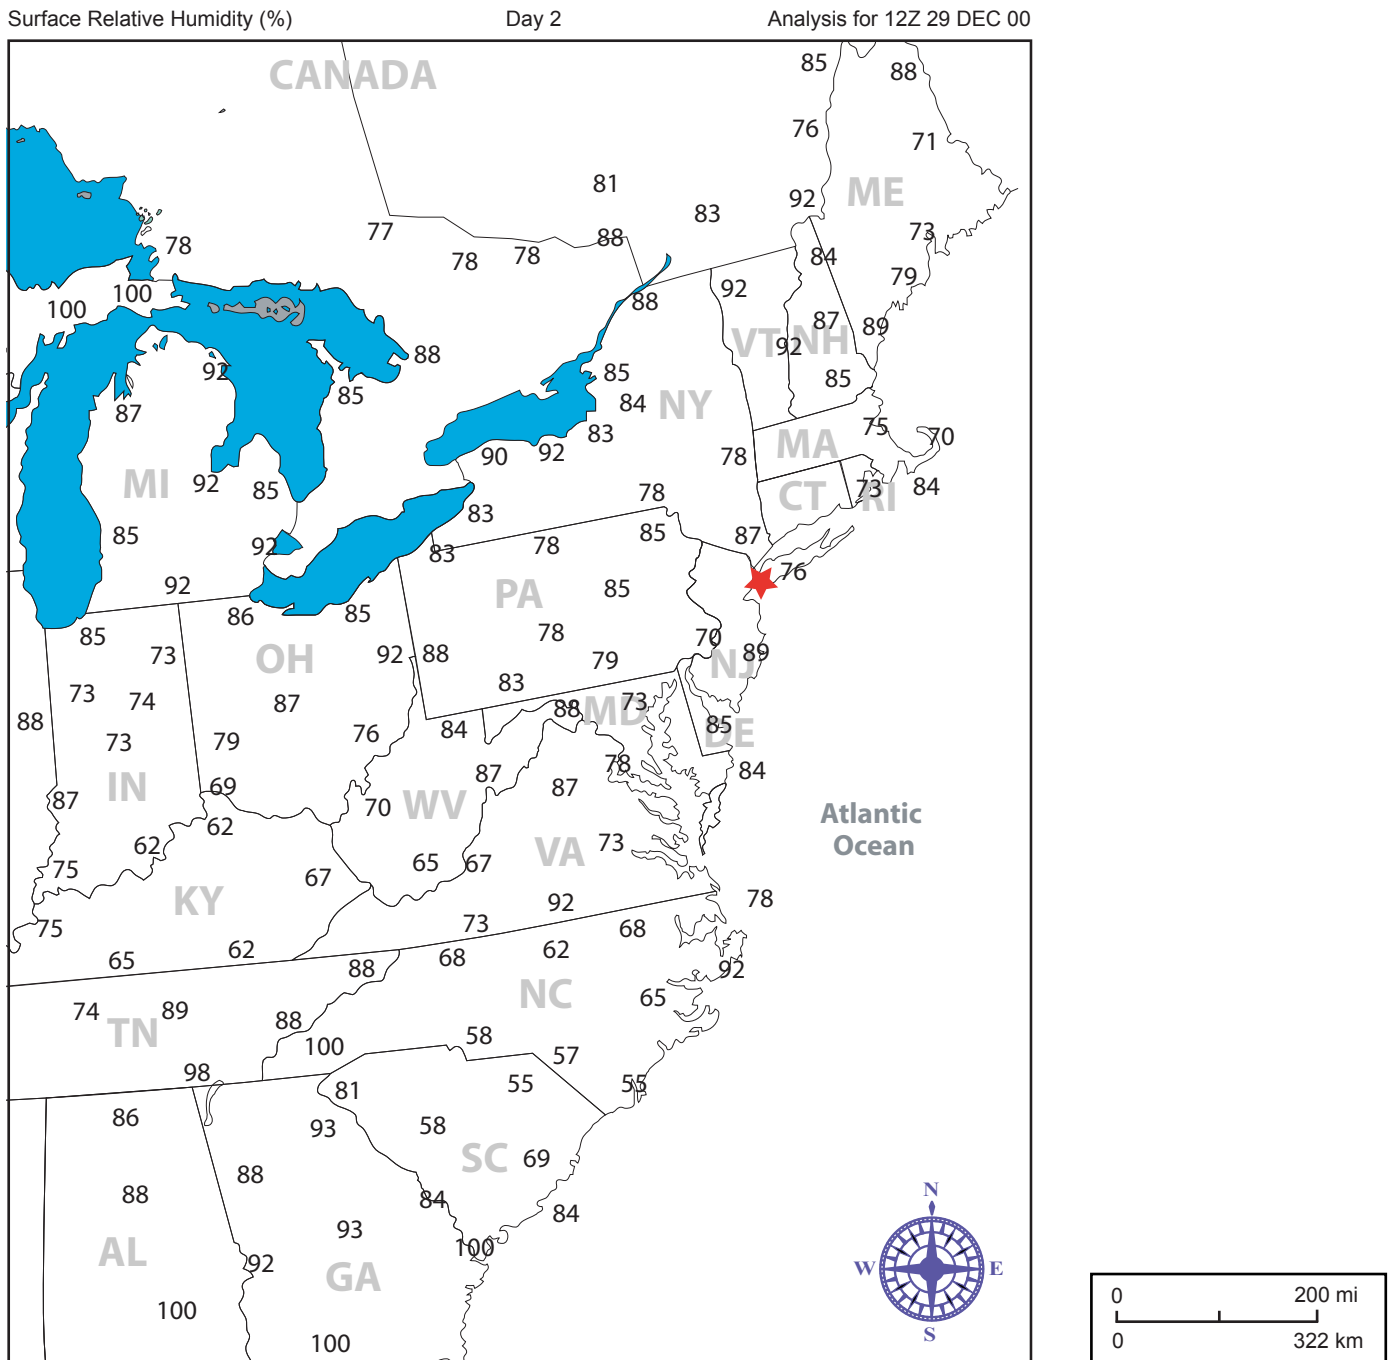 Surface Relative Humidity (%) Day 2 Analysis for 12Z 29 DEC 00
CANADA 85 88
76 71
81 ME
92
83
77 88 73
78 78 78 84
79
100 100 88 92
87 89
VT 92 NH
88
92 85 85
85 84 NY
87
83 75 70
90 92 78 MA
MI 92 85 78 CT 73 RI 84
83
85 92 83 78 85 87
76
92 PA 85
86 85
85 78 70
73 OH 92 88 79 89
NJ
73 74 87 83 73
88 88 MD 85
73 79 76 84 DE
78 84
87
IN 69 87
87 70 WV Atlantic
62 Ocean
62 73
75 67 65 67 VA
KY 92 78
75 73 68
65 62 68 62
88 92
NC 65
74 89 88
TN 58
100 57
98
81 55 55
86 93 58
SC 69
88
88 84 84 N
93
AL 100
92 GA W E
100 0 200 mi
S 0 322 km
100